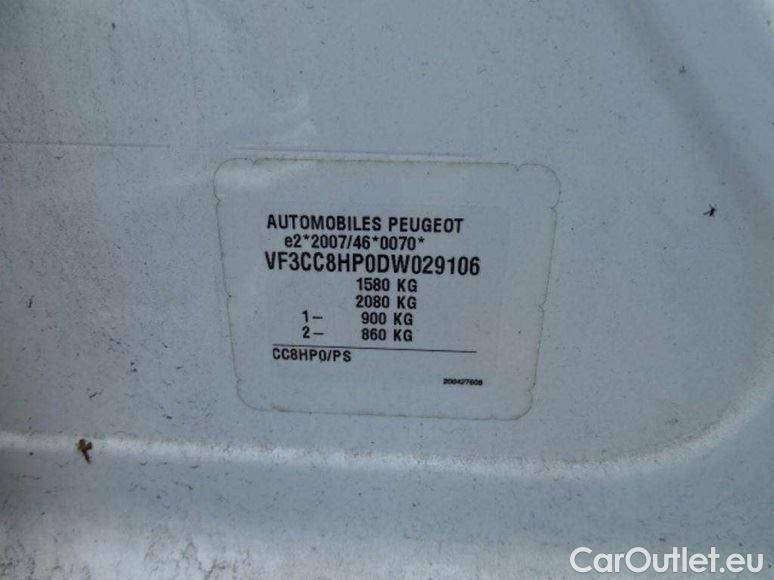 AUTOMOBILES PEUGEOT
e2*2007/46*0070*
VF3CC8HP0DW029106
1580 KG
2080 KG
1- 900 KG
2- 860 KG
CC8HP0/PS
200427608
CarOutlet.eu